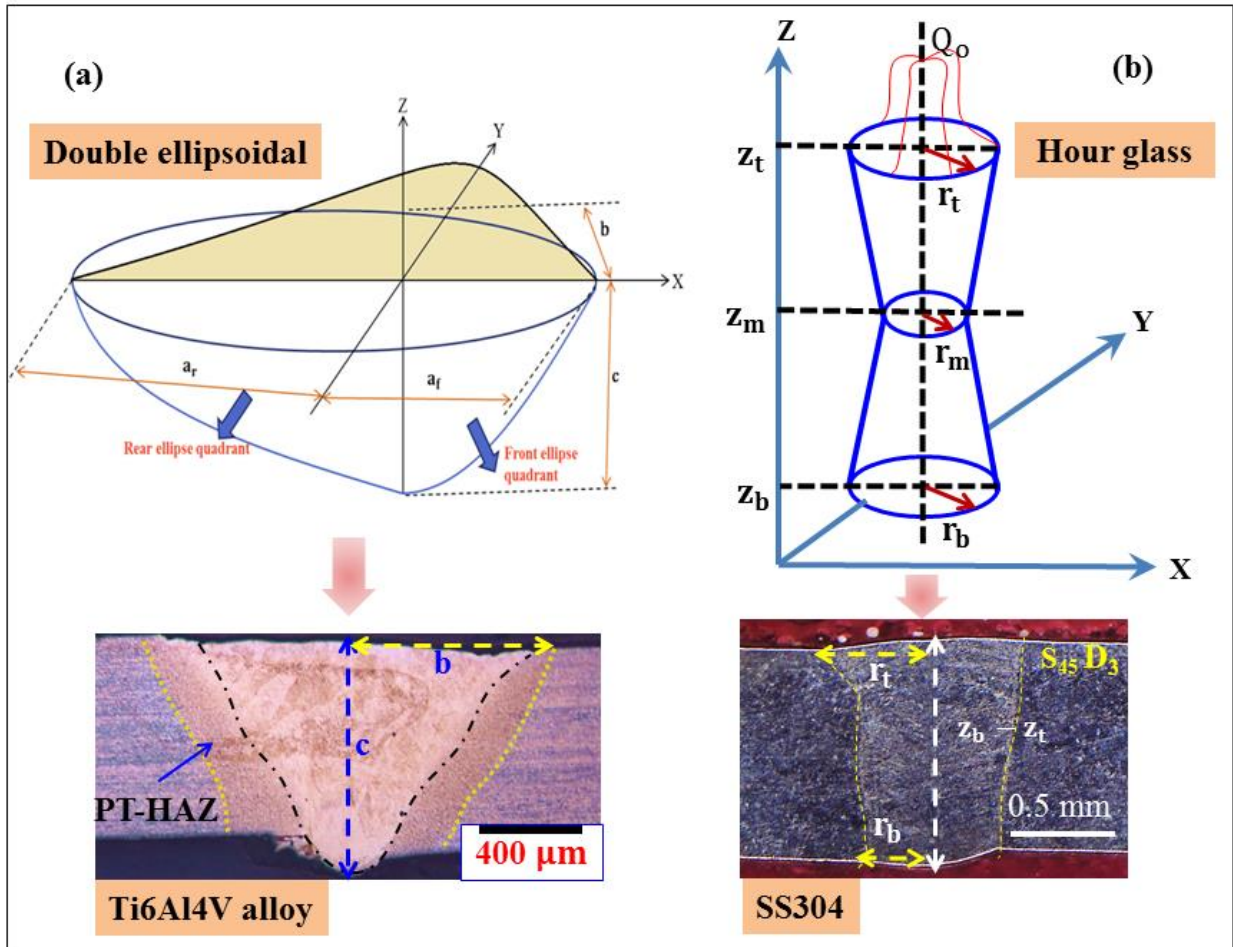 (a)
Double ellipsoidal
Z
Y
X
b
c
a_r
a_f
Rear ellipse quadrant
Front ellipse
quadrant
b
c
PT-HAZ
400 µm
Ti6Al4V alloy
(b)
Hour glass
Z
Q_o
z_t
r_t
z_m
r_m
Y
z_b
r_b
X
S_45 D_3
r_t
z_b – z_t
r_b
0.5 mm
SS304